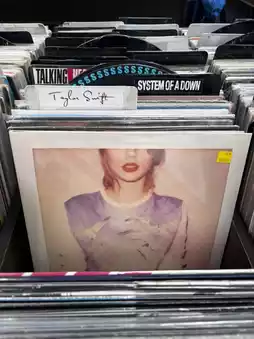 TALKING
SYSTEM OF A DOWN
Taylor Swift